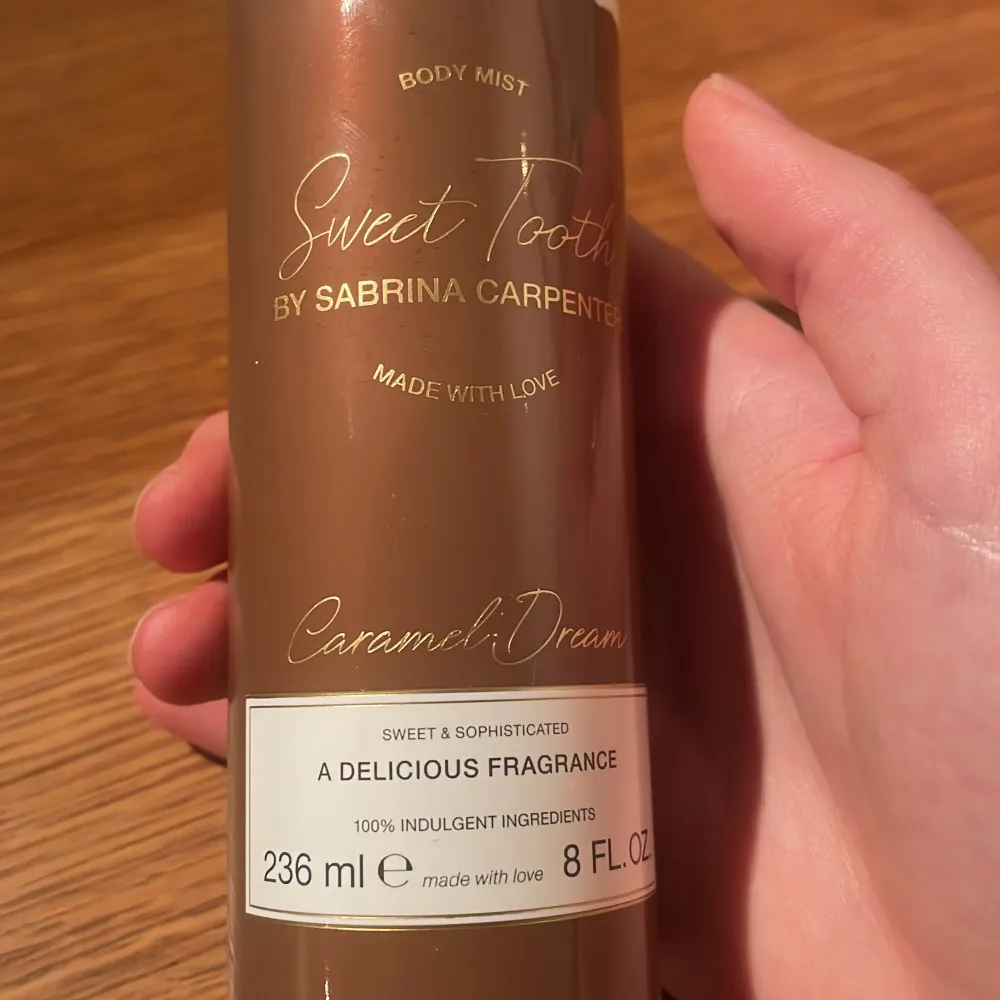 BODY MIST
Sweet Tooth
BY SABRINA CARPENTER
MADE WITH LOVE
Caramel Dream
SWEET & SOPHISTICATED
A DELICIOUS FRAGRANCE
100% INDULGENT INGREDIENTS
236 ml ℮ made with love 8 FL.OZ.